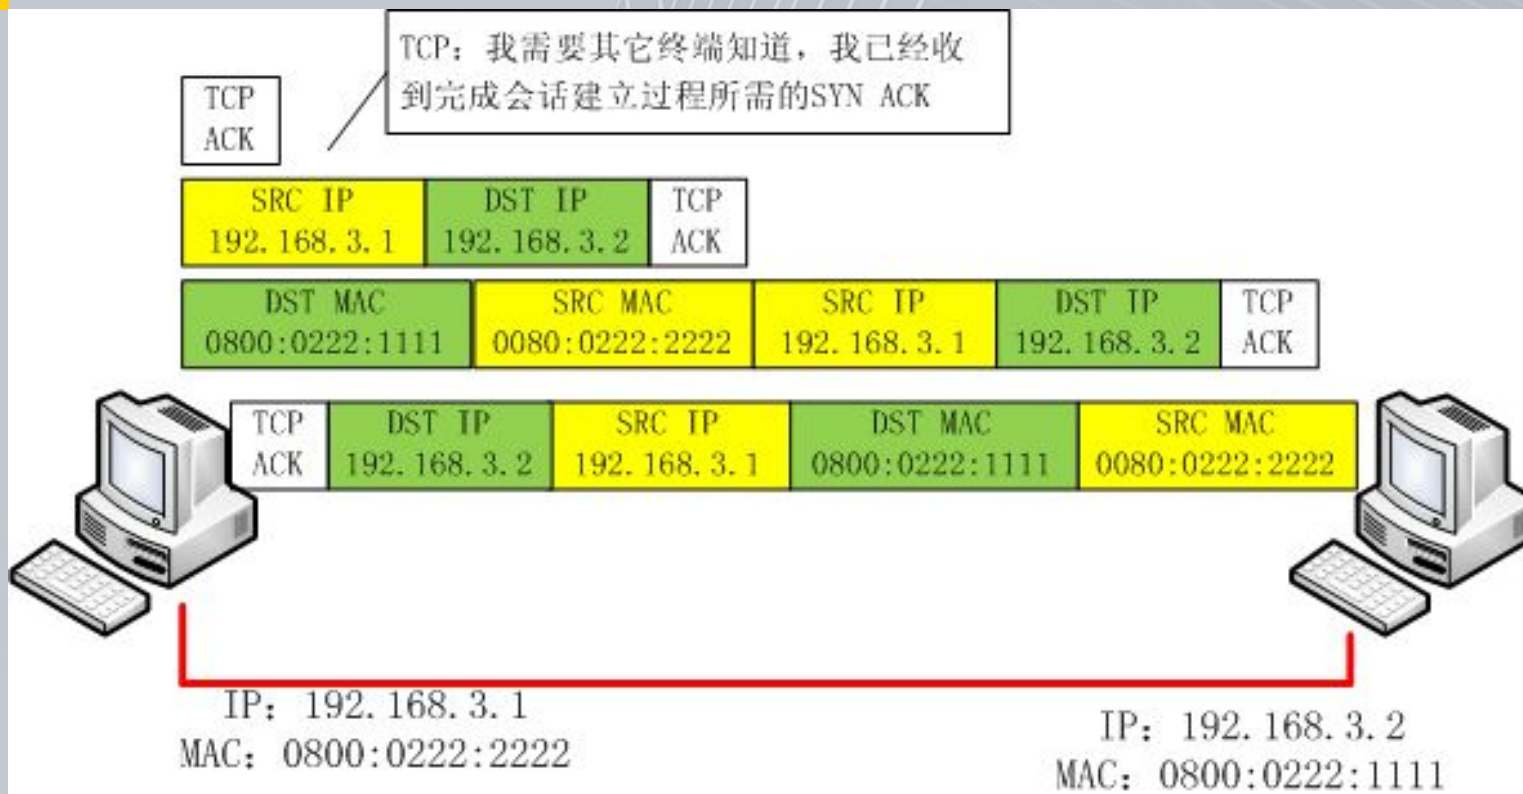 TCP：我需要其它终端知道，我已经收
到完成会话建立过程所需的SYN ACK
TCP
ACK
SRC IP
192.168.3.1
DST IP
192.168.3.2
TCP
ACK
DST MAC
0800:0222:1111
SRC MAC
0080:0222:2222
SRC IP
192.168.3.1
DST IP
192.168.3.2
TCP
ACK
TCP
ACK
DST IP
192.168.3.2
SRC IP
192.168.3.1
DST MAC
0800:0222:1111
SRC MAC
0080:0222:2222
IP：192.168.3.1
MAC：0800:0222:2222
IP：192.168.3.2
MAC：0800:0222:1111